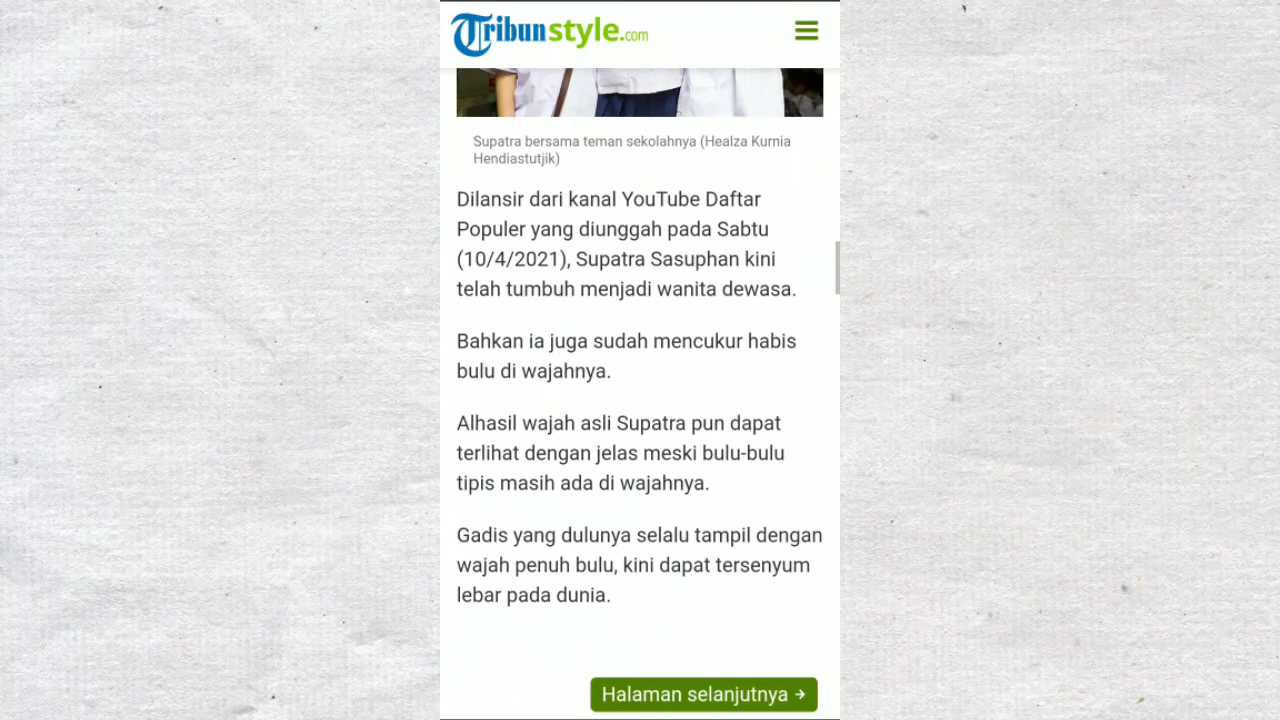 Tribunstyle.com
Supatra bersama teman sekolahnya (Healza Kurnia
Hendiastutjik)
Dilansir dari kanal YouTube Daftar
Populer yang diunggah pada Sabtu
(10/4/2021), Supatra Sasuphan kini
telah tumbuh menjadi wanita dewasa.
Bahkan ia juga sudah mencukur habis
bulu di wajahnya.
Alhasil wajah asli Supatra pun dapat
terlihat dengan jelas meski bulu-bulu
tipis masih ada di wajahnya.
Gadis yang dulunya selalu tampil dengan
wajah penuh bulu, kini dapat tersenyum
lebar pada dunia.
Halaman selanjutnya →